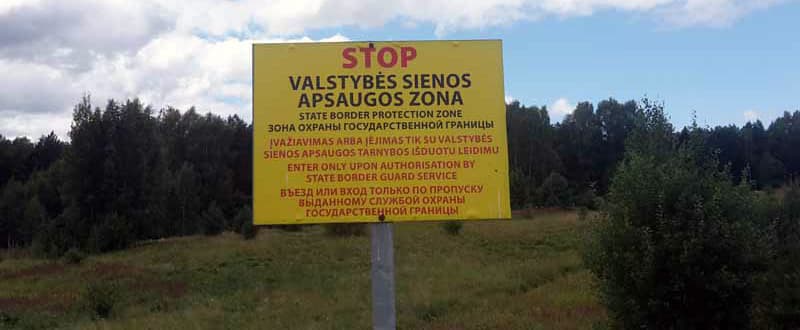 STOP
VALSTYBĖS SIENOS
APSAUGOS ZONA
STATE BORDER PROTECTION ZONE
ЗОНА ОХРАНЫ ГОСУДАРСТВЕННОЙ ГРАНИЦЫ
ĮVAŽIAVIMAS ARBA ĮĖJIMAS TIK SU VALSTYBĖS
SIENOS APSAUGOS TARNYBOS IŠDUOTU LEIDIMU
ENTER ONLY UPON AUTHORISATION BY
STATE BORDER GUARD SERVICE
ВЪЕЗД ИЛИ ВХОД ТОЛЬКО ПО ПРОПУСКУ
ВЫДАННОМУ СЛУЖБОЙ ОХРАНЫ
ГОСУДАРСТВЕННОЙ ГРАНИЦЫ